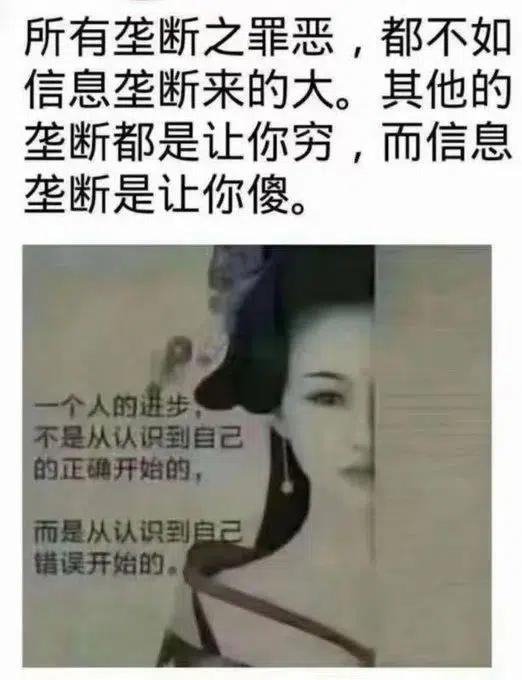 所有垄断之罪恶，都不如
信息垄断来的大。其他的
垄断都是让你穷，而信息
垄断是让你傻。
一个人的进步，
不是从认识到自己
的正确开始的，
而是从认识到自己
错误开始的。